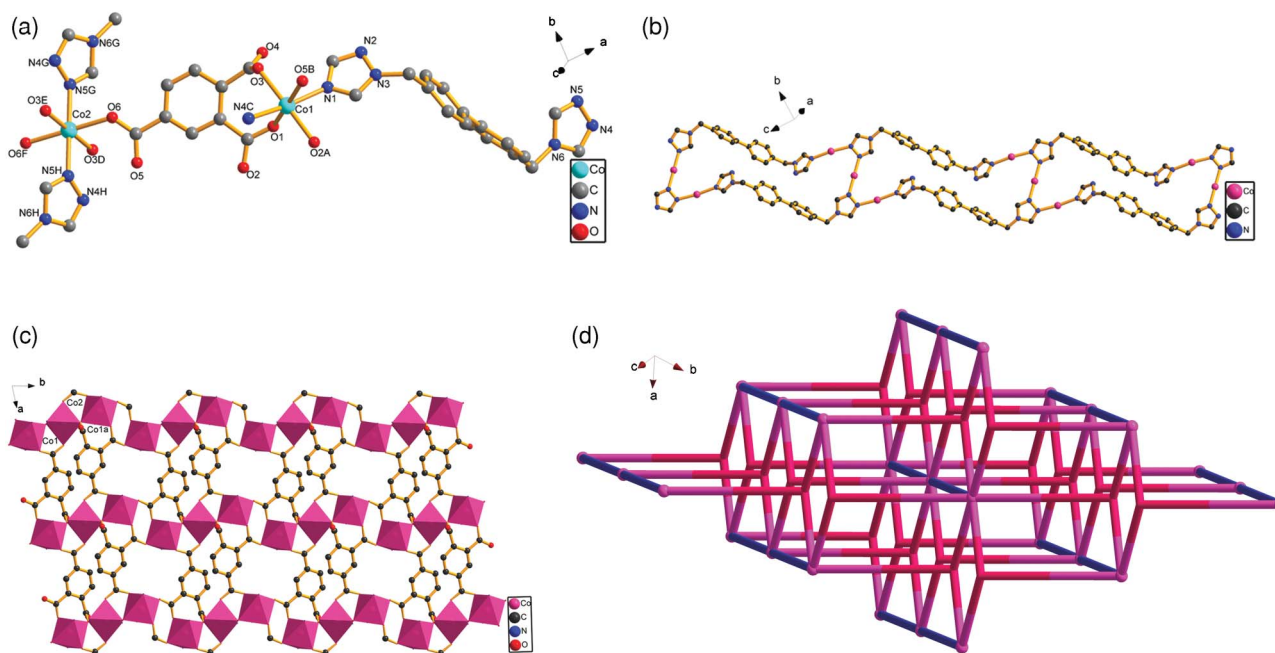 (a)
N6G
N4G
N5G
O3E
Co2
O6
O6F
O3D
O5
N5H
N4H
N6H
O4
O3
O5B
N2
N4C
Co1
N1
N3
O1
O2A
O2
b
a
c
N5
N4
N6
Co
C
N
O
(b)
b
a
c
Co
C
N
(c)
b
a
Co2
Co1
Co1a
Co
C
N
O
(d)
c
b
a